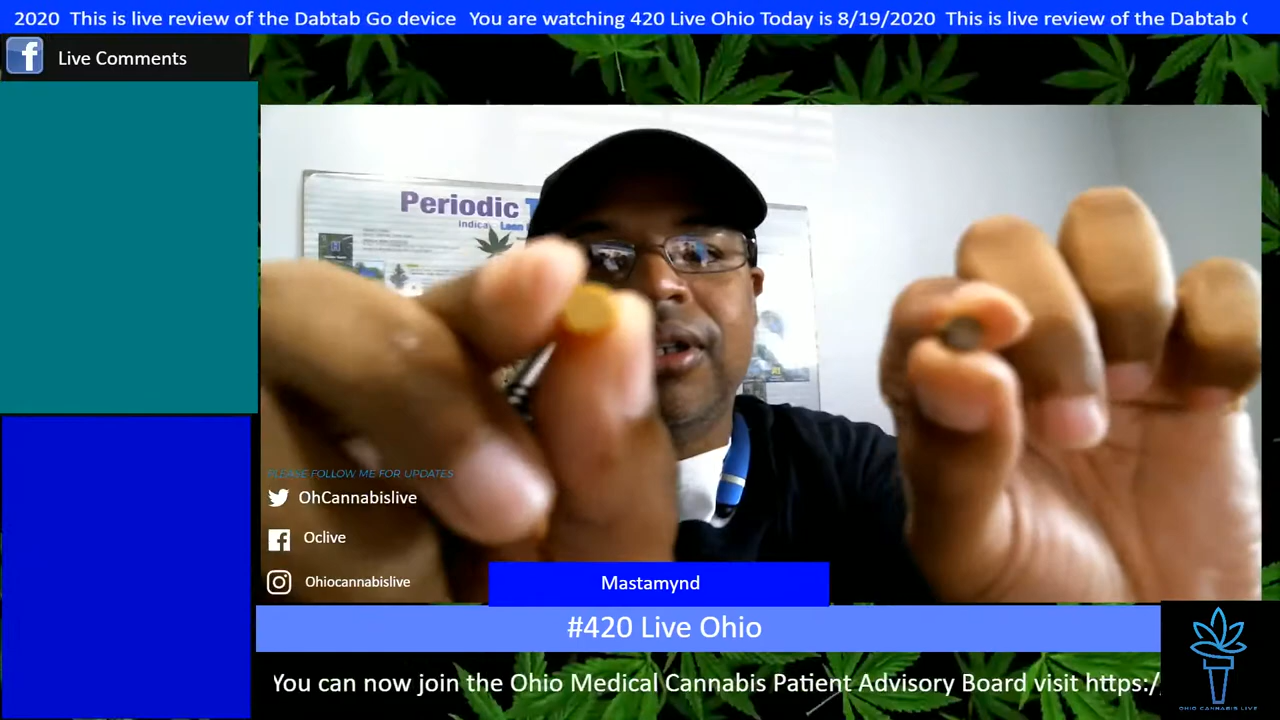 2020 This is live review of the Dabtab Go device You are watching 420 Live Ohio Today is 8/19/2020 This is live review of the Dabtab
Live Comments
Periodic
Indica
PLEASE FOLLOW ME FOR UPDATES
OhCannabislive
Oclive
Ohiocannabislive
Mastamynd
#420 Live Ohio
You can now join the Ohio Medical Cannabis Patient Advisory Board visit https:/
OHIO CANNABIS LIVE